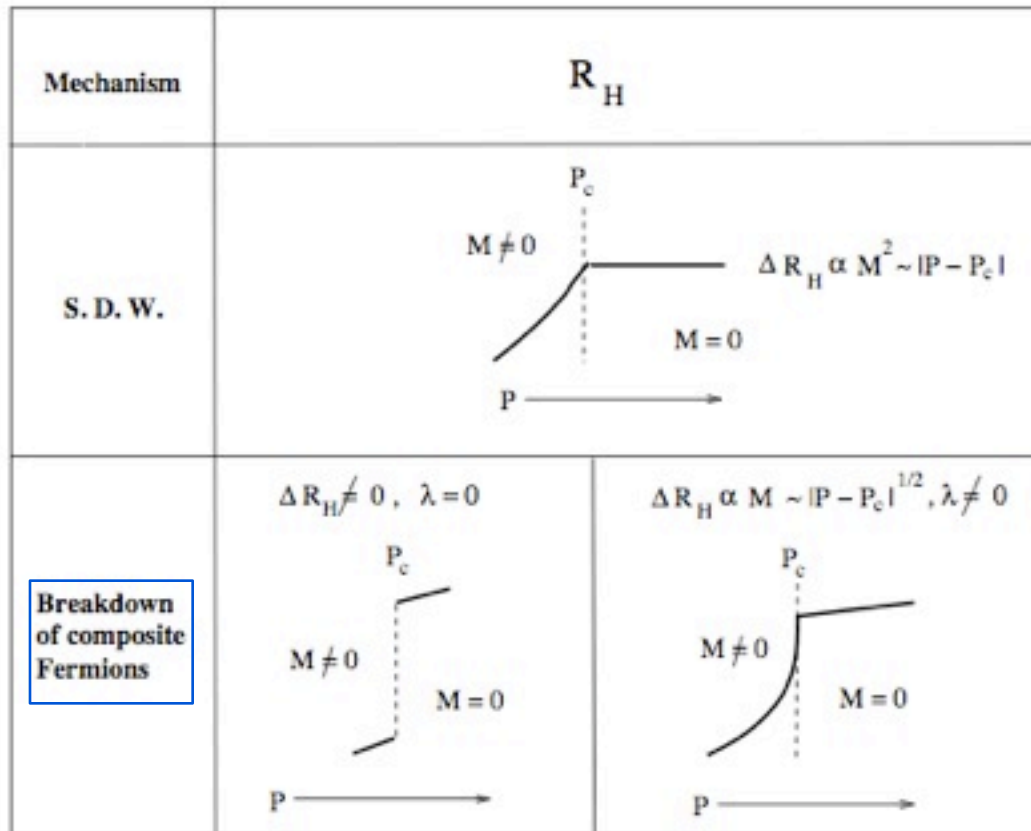 Mechanism
R_H
S. D. W.
P_c
M ≠ 0
Δ R_H α M^2 ~ |P - P_c|
M = 0
P
Breakdown
of composite
Fermions
Δ R_H ≠ 0 , λ = 0
P_c
M ≠ 0
M = 0
P
Δ R_H α M ~ |P - P_c|^1/2 , λ ≠ 0
P_c
M ≠ 0
M = 0
P